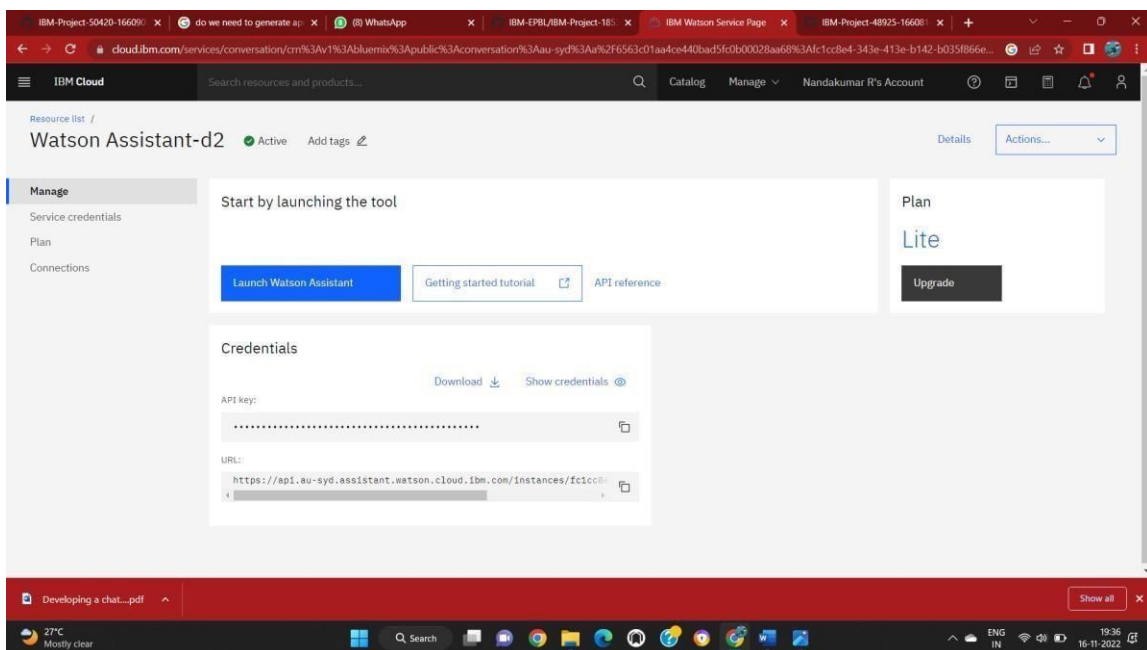 IBM-Project-50420-166090
do we need to generate ap
(8) WhatsApp
IBM-EPBL/IBM-Project-185
IBM Watson Service Page
IBM-Project-48925-166081
cloud.ibm.com/services/conversation/crn%3Av1%3Abluemix%3Apublic%3Aconversation%3Aau-syd%3Aa%2F6563c01aa4ce440bad5fc0b00028aa68%3Afc1cc8e4-343e-413e-b142-b035f866e...
IBM Cloud
Search resources and products...
Catalog
Manage
Nandakumar R's Account
Resource list /
Watson Assistant-d2
Active
Add tags
Details
Actions...
Manage
Service credentials
Plan
Connections
Start by launching the tool
Launch Watson Assistant
Getting started tutorial
API reference
Plan
Lite
Upgrade
Credentials
Download
Show credentials
API key:
URL:
https://api.au-syd.assistant.watson.cloud.ibm.com/instances/fc1cc8
Developing a chat....pdf
Show all
27°C
Mostly clear
Search
ENG
IN
19:36
16-11-2022